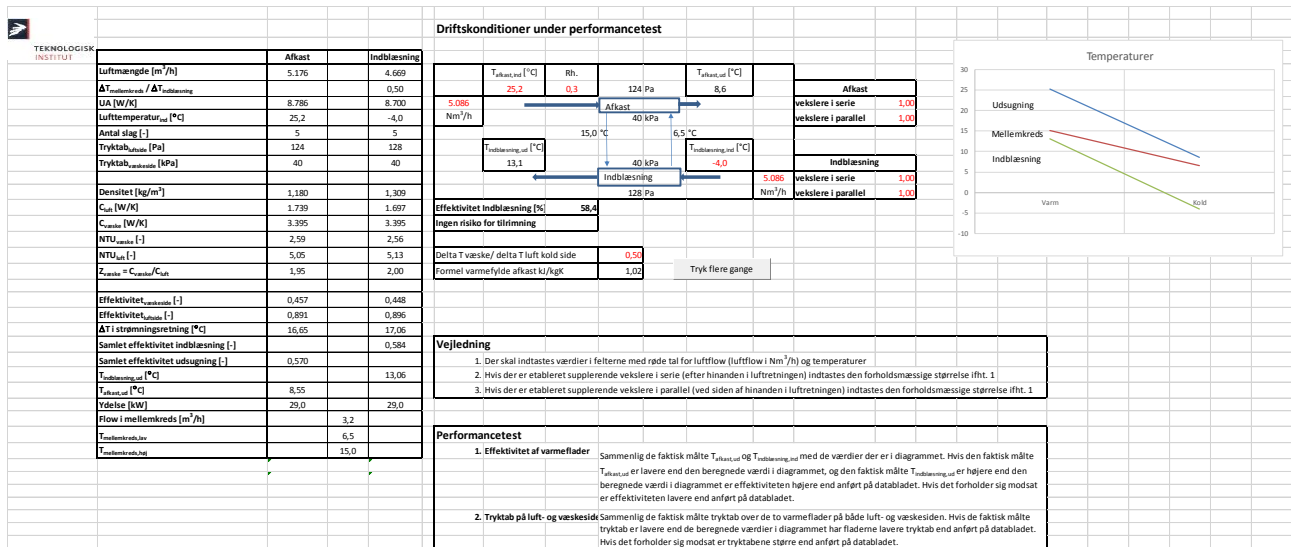 TEKNOLOGISK
INSTITUT
Afkast Indblæsning
Luftmængde [m³/h] 5.176 4.669
ΔTmellemkreds / ΔTindblæsning 0,50
UA [W/K] 8.786 8.700
Lufttemperaturind [°C] 25,2 -4,0
Antal slag [-] 5 5
Tryktabluftside [Pa] 124 128
Tryktabvæskeside [kPa] 40 40
Densitet [kg/m³] 1,180 1,309
Cluft [W/K] 1.739 1.697
Cvæske [W/K] 3.395 3.395
NTUvæske [-] 2,59 2,56
NTUluft [-] 5,05 5,13
Zvæske = Cvæske/Cluft 1,95 2,00
Effektivitetvæskeside [-] 0,457 0,448
Effektivitetluftside [-] 0,891 0,896
ΔT i strømningsretning [°C] 16,65 17,06
Samlet effektivitet indblæsning [-] 0,584
Samlet effektivitet udsugning [-] 0,570
Tindblæsning,ud [°C] 13,06
Tafkast,ud [°C] 8,55
Ydelse [kW] 29,0 29,0
Flow i mellemkreds [m³/h] 3,2
Tmellemkreds,lav 6,5
Tmellemkreds,høj 15,0
Driftskonditioner under performancetest
Tafkast,ind [°C] Rh. Tafkast,ud [°C]
25,2 0,3 124 Pa 8,6
5.086 Afkast
Nm³/h 40 kPa
15,0 °C 6,5 °C
Tindblæsning,ud [°C] Tindblæsning,ind [°C]
13,1 40 kPa -4,0
Indblæsning 5.086
128 Pa Nm³/h
Afkast
vekslere i serie 1,00
vekslere i parallel 1,00
Indblæsning
vekslere i serie 1,00
vekslere i parallel 1,00
Effektivitet Indblæsning [%] 58,4
Ingen risiko for tilrimning
Delta T væske/ delta T luft kold side 0,50
Formel varmefylde afkast kJ/kgK 1,02
Tryk flere gange
Temperaturer
30
25
20
15
10
5
0
-5
-10
Udsugning
Mellemkreds
Indblæsning
Varm Kold
Vejledning
1. Der skal indtastes værdier i felterne med røde tal for luftflow (luftflow i Nm³/h) og temperaturer
2. Hvis der er etableret supplerende vekslere i serie (efter hinanden i luftretningen) indtastes den forholdsmæssige størrelse ifht. 1
3. Hvis der er etableret supplerende vekslere i parallel (ved siden af hinanden i luftretningen) indtastes den forholdsmæssige størrelse ifht. 1
Performancetest
1. Effektivitet af varmeflader
Sammenlig de faktisk målte Tafkast,ud og Tindblæsning,ind med de værdier der er i diagrammet. Hvis den faktisk målte
Tafkast,ud er lavere end den beregnede værdi i diagrammet, og den faktisk målte Tindblæsning,ud er højere end den
beregnede værdi i diagrammet er effektiviteten højere end anført på databladet. Hvis det forholder sig modsat
er effektiviteten lavere end anført på databladet.
2. Tryktab på luft- og væskeside
Sammenlig de faktisk målte tryktab over de to varmeflader på både luft- og væskesiden. Hvis de faktisk målte
tryktab er lavere end de beregnede værdier i diagrammet har fladerne lavere tryktab end anført på databladet.
Hvis det forholder sig modsat er tryktabene større end anført på databladet.